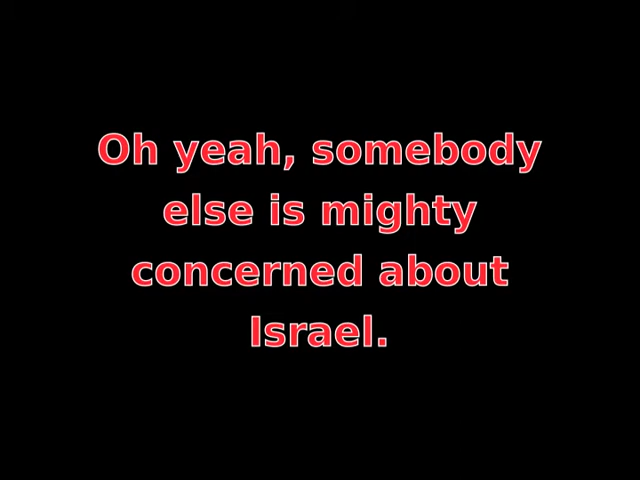 Oh yeah, somebody
else is mighty
concerned about
Israel.